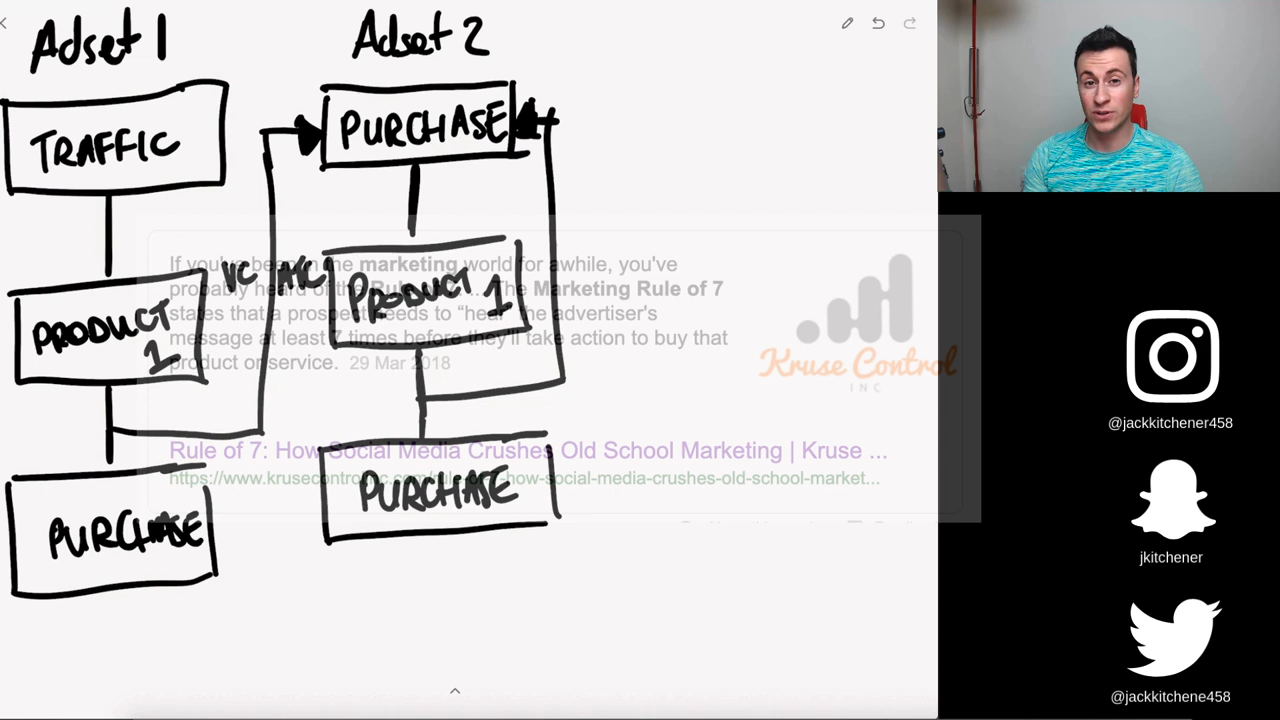 Adset 1
Adset 2
TRAFFIC
PURCHASE
PRODUCT
1
VC
PRODUCT 1
PURCHASE
PURCHASE
If you've been in the marketing world for awhile, you've
probably heard of the Rule ... The Marketing Rule of 7
states that a prospect needs to "hear" the advertiser's
message at least 7 times before they'll take action to buy that
product or service. 29 Mar 2018
Kruse Control
INC
Rule of 7: How Social Media Crushes Old School Marketing | Kruse ...
@jackkitchener458
jkitchener
@jackkitchene458